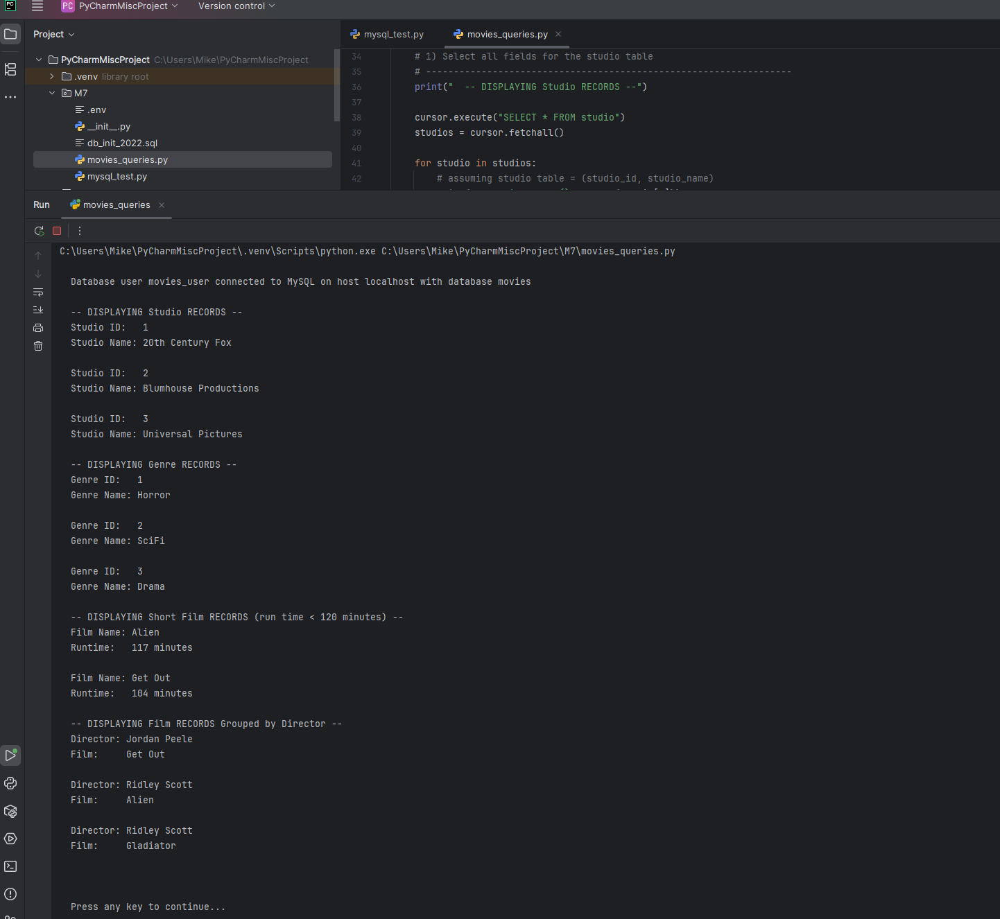 PC
PC PyCharmMiscProject
Version control
Project
PyCharmMiscProject C:\Users\Mike\PyCharmMiscProject
.venv library root
M7
.env
__init__.py
db_init_2022.sql
movies_queries.py
mysql_test.py
mysql_test.py
movies_queries.py
34 # 1) Select all fields for the studio table
35 # ------------------------------------------------------------------
36 print("  -- DISPLAYING Studio RECORDS --")
37
38 cursor.execute("SELECT * FROM studio")
39 studios = cursor.fetchall()
40
41 for studio in studios:
42 # assuming studio table = (studio_id, studio_name)
Run movies_queries
C:\Users\Mike\PyCharmMiscProject\.venv\Scripts\python.exe C:\Users\Mike\PyCharmMiscProject\M7\movies_queries.py
Database user movies_user connected to MySQL on host localhost with database movies
-- DISPLAYING Studio RECORDS --
Studio ID:   1
Studio Name: 20th Century Fox
Studio ID:   2
Studio Name: Blumhouse Productions
Studio ID:   3
Studio Name: Universal Pictures
-- DISPLAYING Genre RECORDS --
Genre ID:   1
Genre Name: Horror
Genre ID:   2
Genre Name: SciFi
Genre ID:   3
Genre Name: Drama
-- DISPLAYING Short Film RECORDS (run time < 120 minutes) --
Film Name: Alien
Runtime:   117 minutes
Film Name: Get Out
Runtime:   104 minutes
-- DISPLAYING Film RECORDS Grouped by Director --
Director: Jordan Peele
Film:     Get Out
Director: Ridley Scott
Film:     Alien
Director: Ridley Scott
Film:     Gladiator
Press any key to continue...